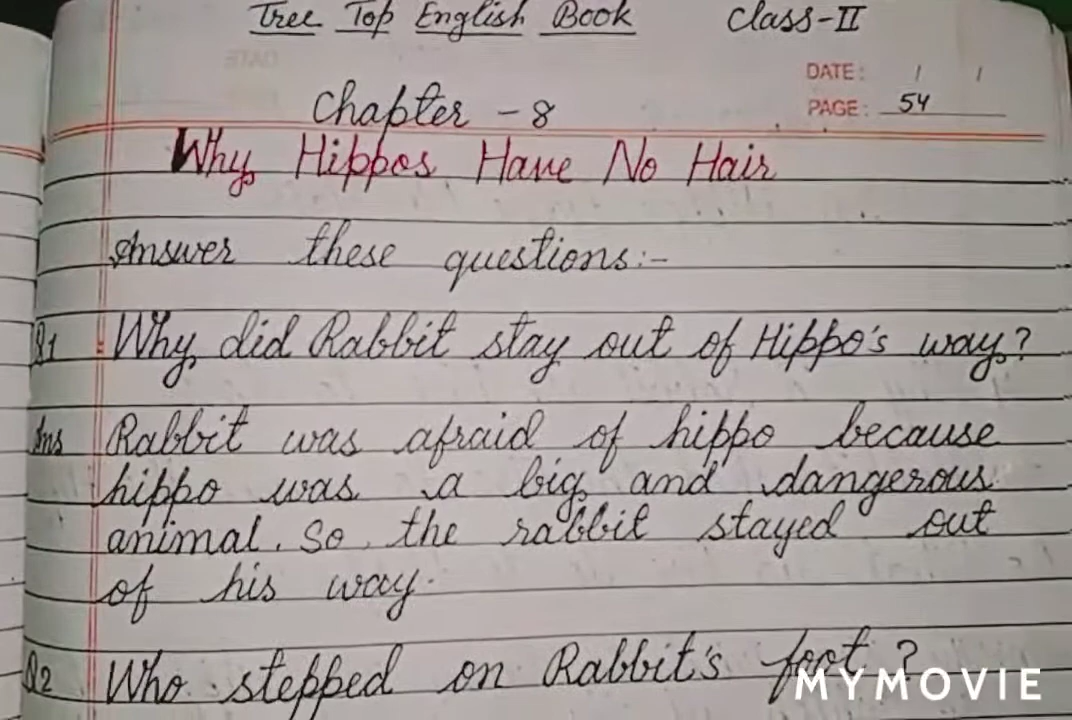 Tree Top English Book Class-II
DATE: / /
Chapter - 8
PAGE: 54
Why Hippos Have No Hair
Answer these questions:-
Q1 Why did Rabbit stay out of Hippo's way?
Ans Rabbit was afraid of hippo because
hippo was a big and dangerous
animal. So the rabbit stayed out
of his way.
Q2 Who stepped on Rabbit's foot?
MYMOVIE